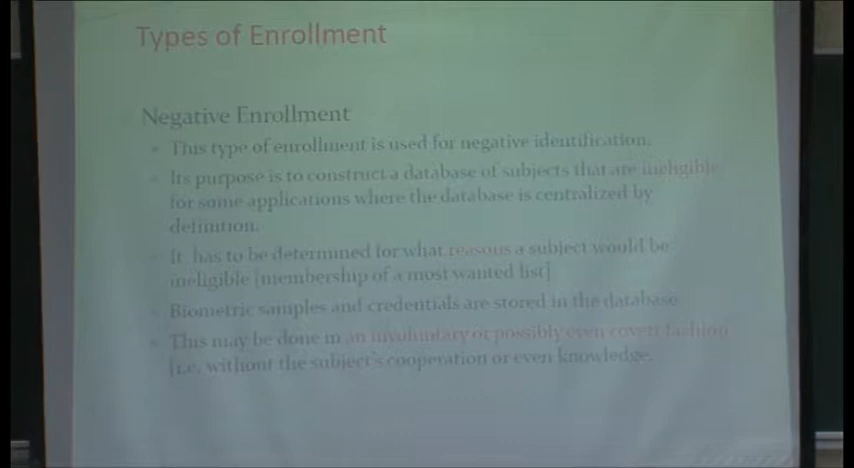 Types of Enrollment
Negative Enrollment
This type of enrollment is used for negative identification.
Its purpose is to construct a database of subjects that are ineligible
for some applications where the database is centralized by
definition.
It has to be determined for what reasons a subject would be
ineligible [membership of a most wanted list]
Biometric samples and credentials are stored in the database
This may be done in an involuntary or possibly even covert fashion
[i.e. without the subject's cooperation or even knowledge.